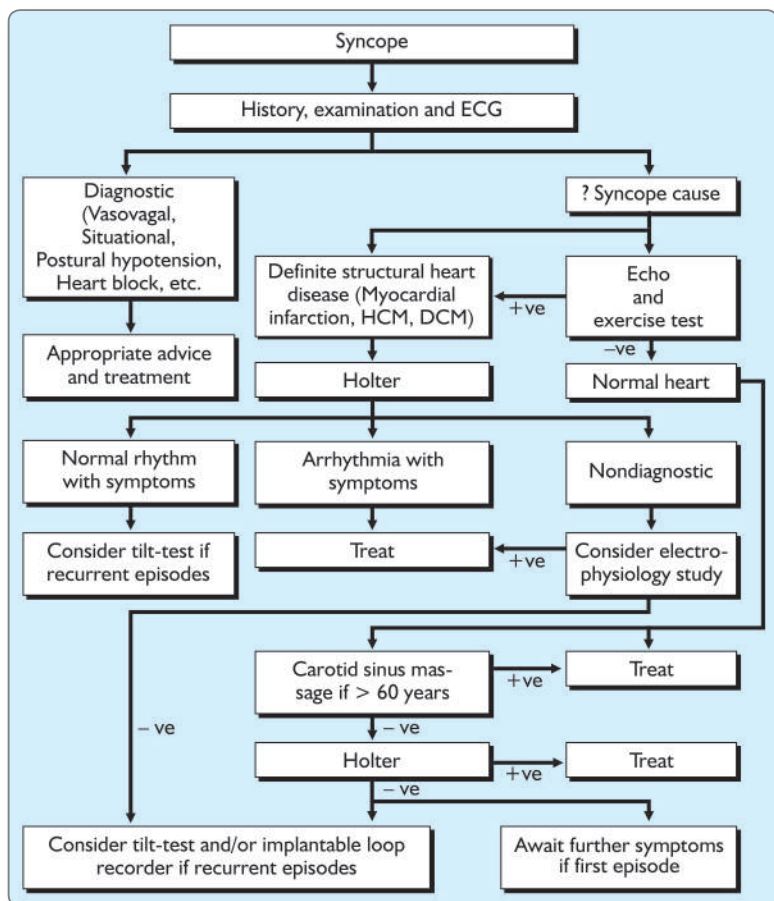 Syncope
History, examination and ECG
Diagnostic
(Vasovagal,
Situational,
Postural hypotension,
Heart block, etc.
? Syncope cause
Definite structural heart
disease (Myocardial
infarction, HCM, DCM)
+ve
Echo
and
exercise test
–ve
Appropriate advice
and treatment
Holter
Normal heart
Normal rhythm
with symptoms
Arrhythmia with
symptoms
Nondiagnostic
Consider tilt-test if
recurrent episodes
Treat
+ve
Consider electro-
physiology study
Carotid sinus mas-
sage if > 60 years
+ve
Treat
– ve
– ve
Holter
+ve
Treat
– ve
Consider tilt-test and/or implantable loop
recorder if recurrent episodes
Await further symptoms
if first episode